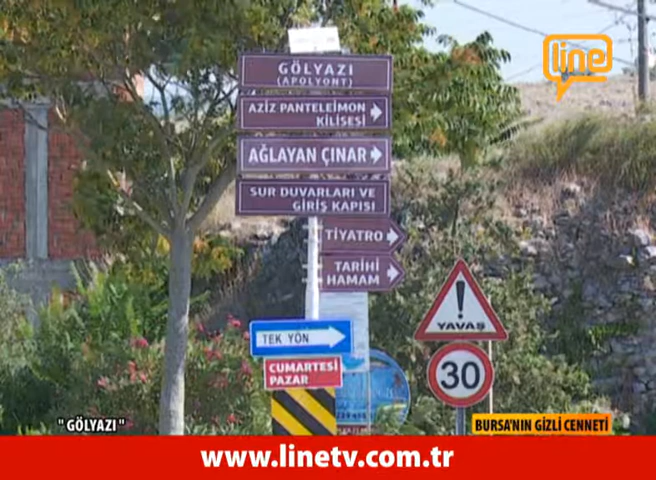 line
GÖLYAZI
(APOLYONT)
AZİZ PANTELEİMON
KİLİSESİ
AĞLAYAN ÇINAR
SUR DUVARLARI VE
GİRİŞ KAPISI
TİYATRO
TARİHİ
HAMAM
YAVAŞ
TEK YÖN
CUMARTESİ
PAZAR
30
" GÖLYAZI "
BURSA'NIN GİZLİ CENNETİ
www.linetv.com.tr